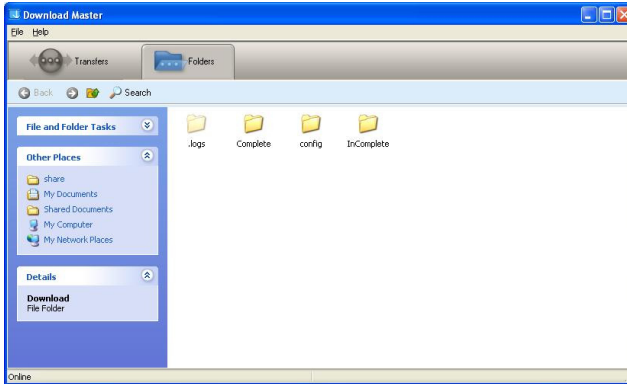 Download Master
File Help
Transfers
Folders
Back
Search
File and Folder Tasks
.logs
Complete
config
InComplete
Other Places
share
My Documents
Shared Documents
My Computer
My Network Places
Details
Download
File Folder
Online